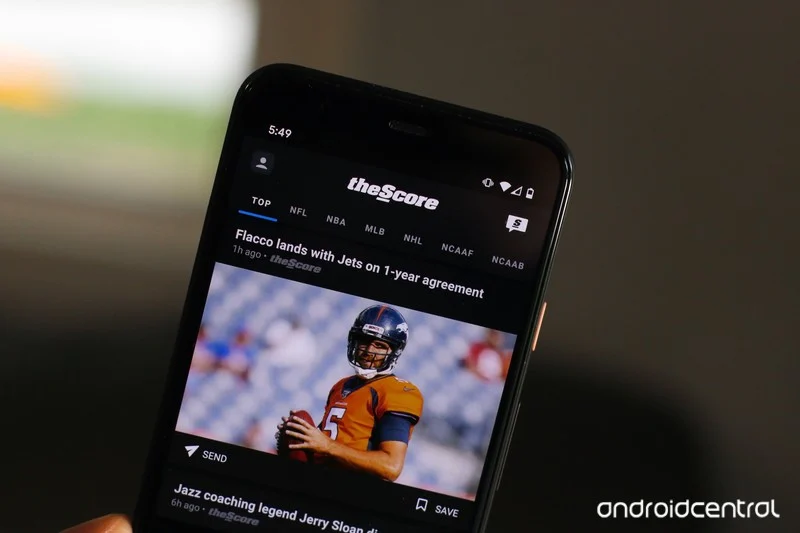 5:49
theScore
TOP NFL NBA MLB NHL NCAAF NCAAB
Flacco lands with Jets on 1-year agreement
1h ago • theScore
5
SEND
SAVE
Jazz coaching legend Jerry Sloan di
6h ago • theScore
androidcentral